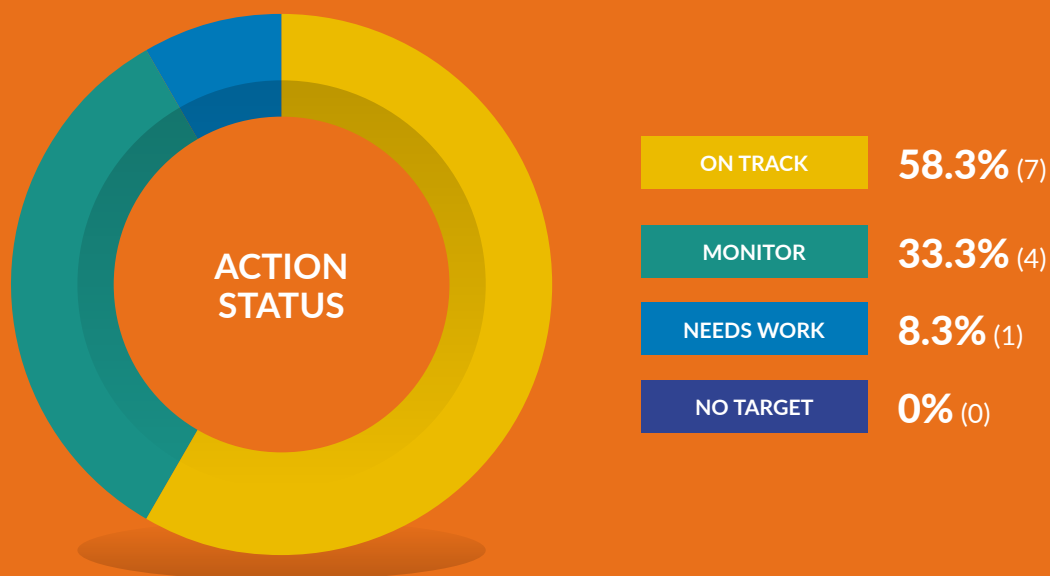 ACTION
STATUS
ON TRACK 58.3% (7)
MONITOR 33.3% (4)
NEEDS WORK 8.3% (1)
NO TARGET 0% (0)